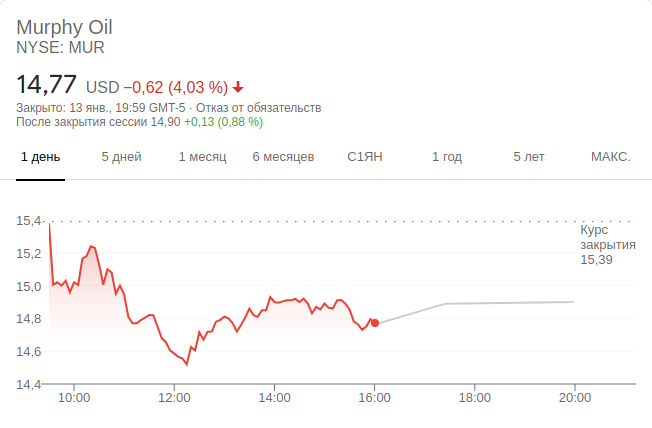 Murphy Oil
NYSE: MUR
14,77 USD −0,62 (4,03 %)
Закрыто: 13 янв., 19:59 GMT-5 · Отказ от обязательств
После закрытия сессии 14,90 +0,13 (0,88 %)
1 день 5 дней 1 месяц 6 месяцев С1ЯН 1 год 5 лет МАКС.
15,4
Курс
закрытия
15,39
15,2
15,0
14,8
14,6
14,4
10:00 12:00 14:00 16:00 18:00 20:00